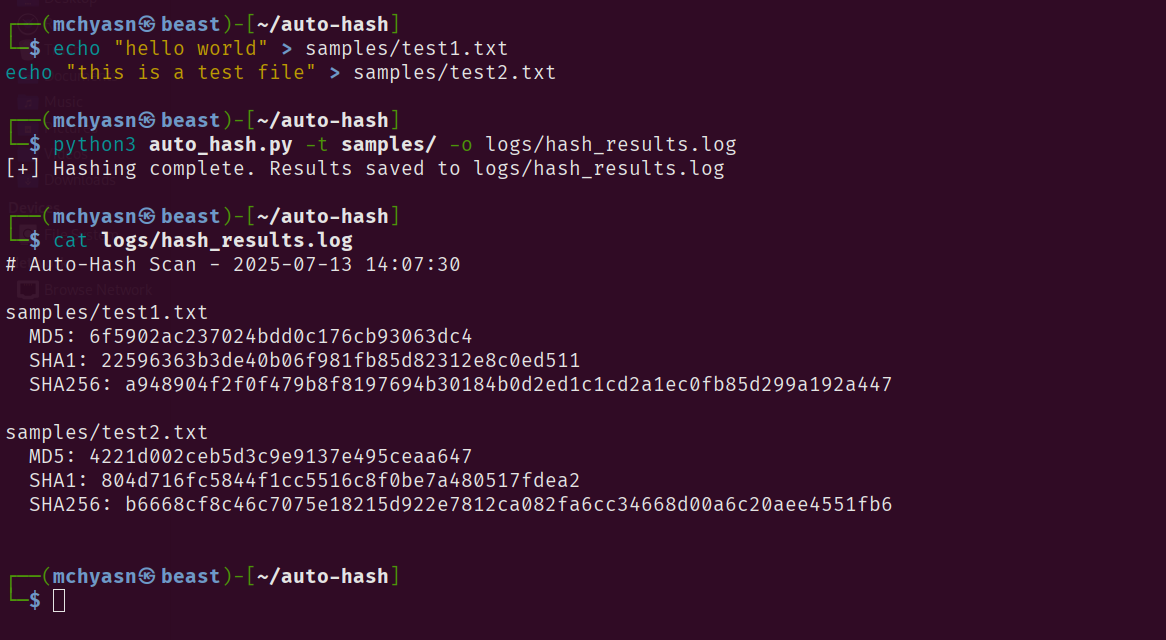 ┌──(mchyasn㉿beast)-[~/auto-hash]
└─$ echo "hello world" > samples/test1.txt
echo "this is a test file" > samples/test2.txt
┌──(mchyasn㉿beast)-[~/auto-hash]
└─$ python3 auto_hash.py -t samples/ -o logs/hash_results.log
[+] Hashing complete. Results saved to logs/hash_results.log
┌──(mchyasn㉿beast)-[~/auto-hash]
└─$ cat logs/hash_results.log
# Auto-Hash Scan - 2025-07-13 14:07:30
Browse Network
samples/test1.txt
  MD5: 6f5902ac237024bdd0c176cb93063dc4
  SHA1: 22596363b3de40b06f981fb85d82312e8c0ed511
  SHA256: a948904f2f0f479b8f8197694b30184b0d2ed1c1cd2a1ec0fb85d299a192a447
samples/test2.txt
  MD5: 4221d002ceb5d3c9e9137e495ceaa647
  SHA1: 804d716fc5844f1cc5516c8f0be7a480517fdea2
  SHA256: b6668cf8c46c7075e18215d922e7812ca082fa6cc34668d00a6c20aee4551fb6
┌──(mchyasn㉿beast)-[~/auto-hash]
└─$